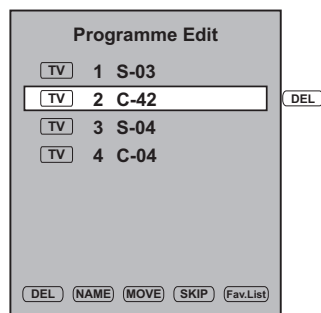 Programme Edit
TV 1 S-03
TV 2 C-42 DEL
TV 3 S-04
TV 4 C-04
DEL NAME MOVE SKIP Fav.List